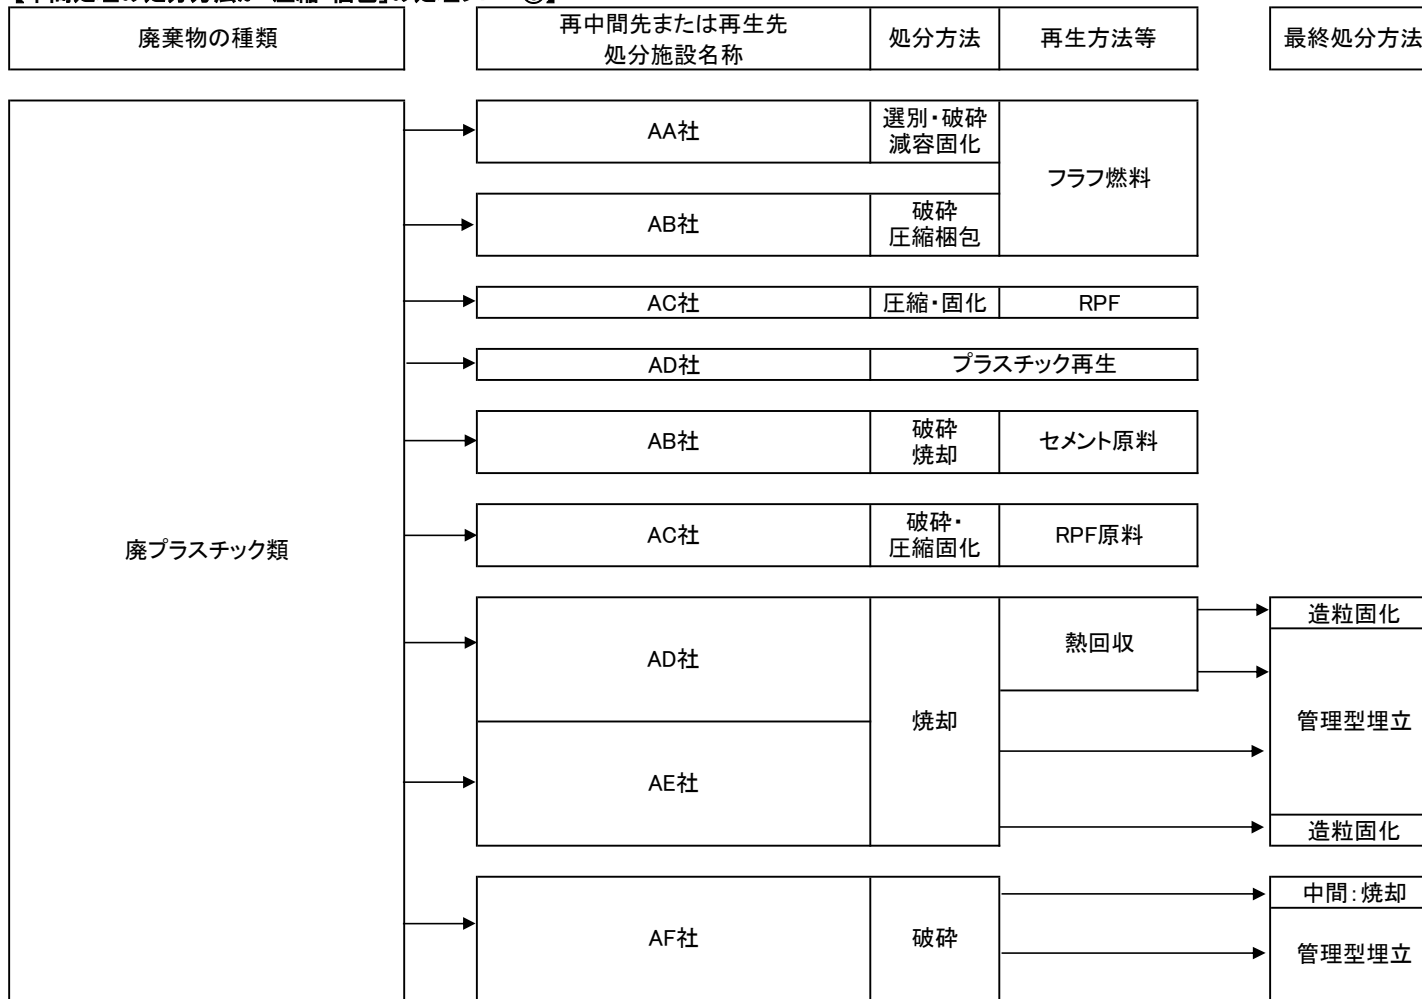 廃棄物の種類
再中間先または再生先
処分施設名称
処分方法
再生方法等
最終処分方法
廃プラスチック類
AA社
選別・破砕
減容固化
フラフ燃料
AB社
破砕
圧縮梱包
AC社
圧縮・固化
RPF
AD社
プラスチック再生
AB社
破砕
焼却
セメント原料
AC社
破砕・
圧縮固化
RPF原料
AD社
焼却
熱回収
造粒固化
管理型埋立
AE社
造粒固化
AF社
破砕
中間:焼却
管理型埋立